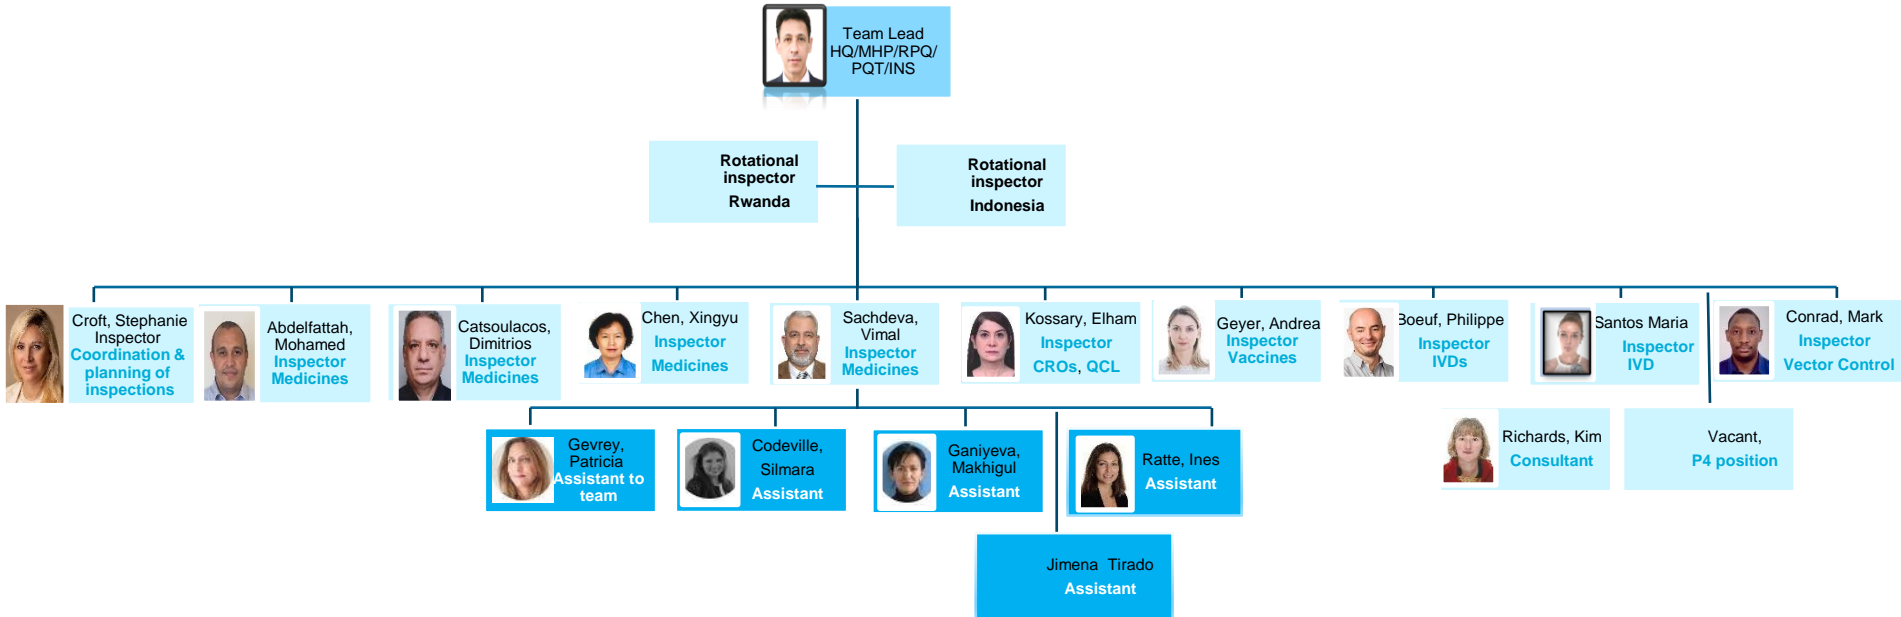 Team Lead
HQ/MHP/RPQ/
PQT/INS
Rotational
inspector
Rwanda
Rotational
inspector
Indonesia
Croft, Stephanie
Inspector
Coordination &
planning of
inspections
Abdelfattah,
Mohamed
Inspector
Medicines
Catsoulacos,
Dimitrios
Inspector
Medicines
Chen, Xingyu
Inspector
Medicines
Sachdeva,
Vimal
Inspector
Medicines
Kossary, Elham
Inspector
CROs, QCL
Geyer, Andrea
Inspector
Vaccines
Boeuf, Philippe
Inspector
IVDs
Santos Maria
Inspector
IVD
Conrad, Mark
Inspector
Vector Control
Gevrey,
Patricia
Assistant to
team
Codeville,
Silmara
Assistant
Ganiyeva,
Makhigul
Assistant
Ratte, Ines
Assistant
Richards, Kim
Consultant
Vacant,
P4 position
Jimena Tirado
Assistant